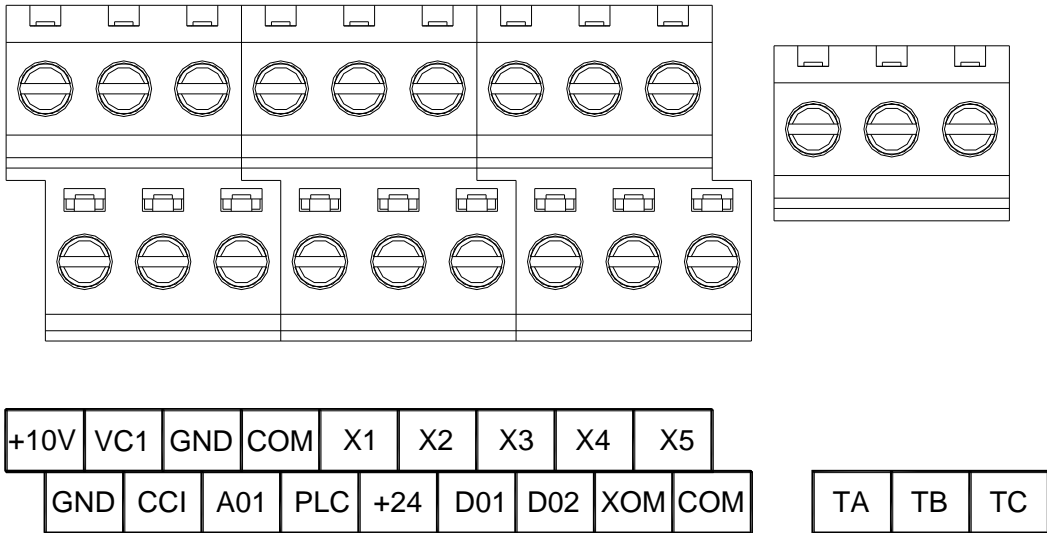 +10V VC1 GND COM X1 X2 X3 X4 X5
GND CCI A01 PLC +24 D01 D02 XOM COM
TA TB TC